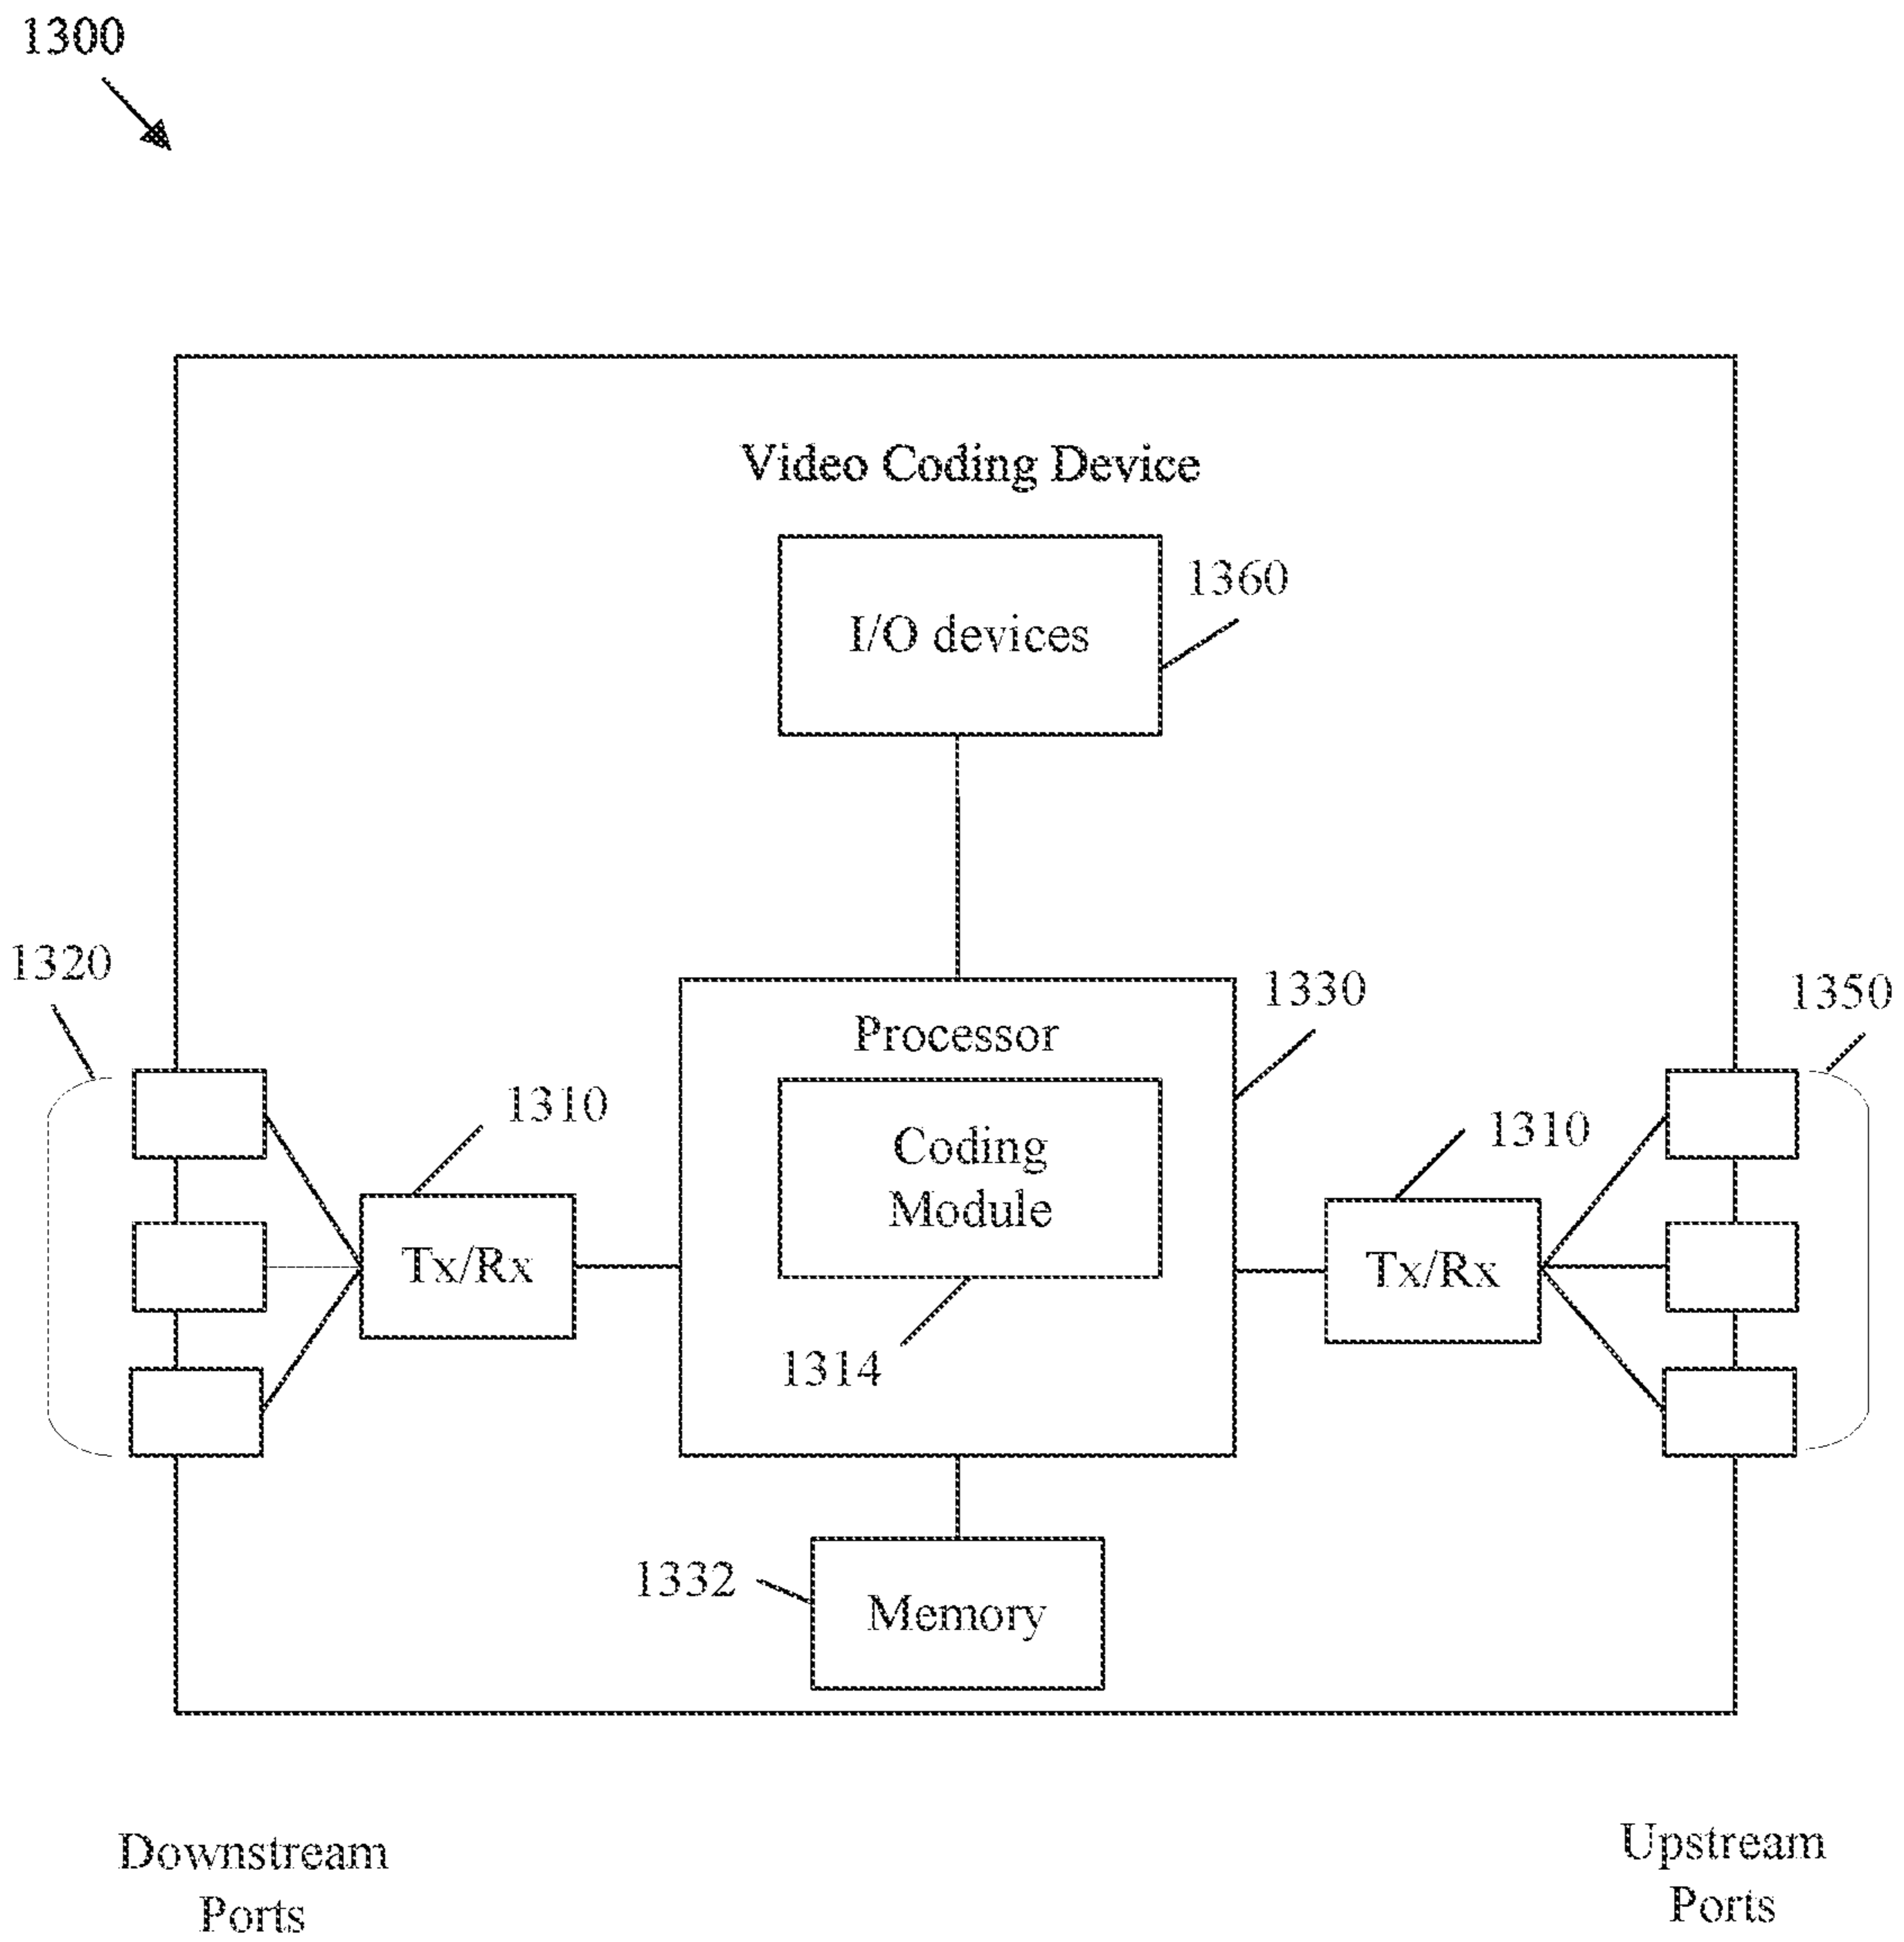 1300
Video Coding Device
I/O devices
1360
1320
1330
1350
Processor
1310
1310
Coding
Module
Tx/Rx
Tx/Rx
1314
1332
Memory
Downstream
Ports
Upstream
Ports